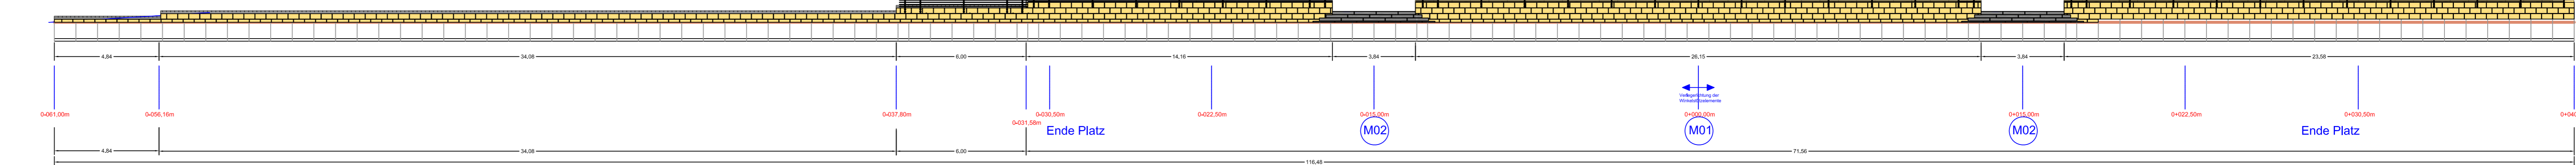 4,84 34,08 6,00 14,16 3,84 26,15 3,84 23,58
Verlegerichtung der
Winkelstützelemente
0-061,00m 0-056,16m 0-037,80m 0-030,50m 0-022,50m 0-015,00m 0+000,00m 0+015,00m 0+022,50m 0+030,50m
0-031,58m
Ende Platz M02 M01 M02 Ende Platz
4,84 34,08 6,00 71,56
116,48